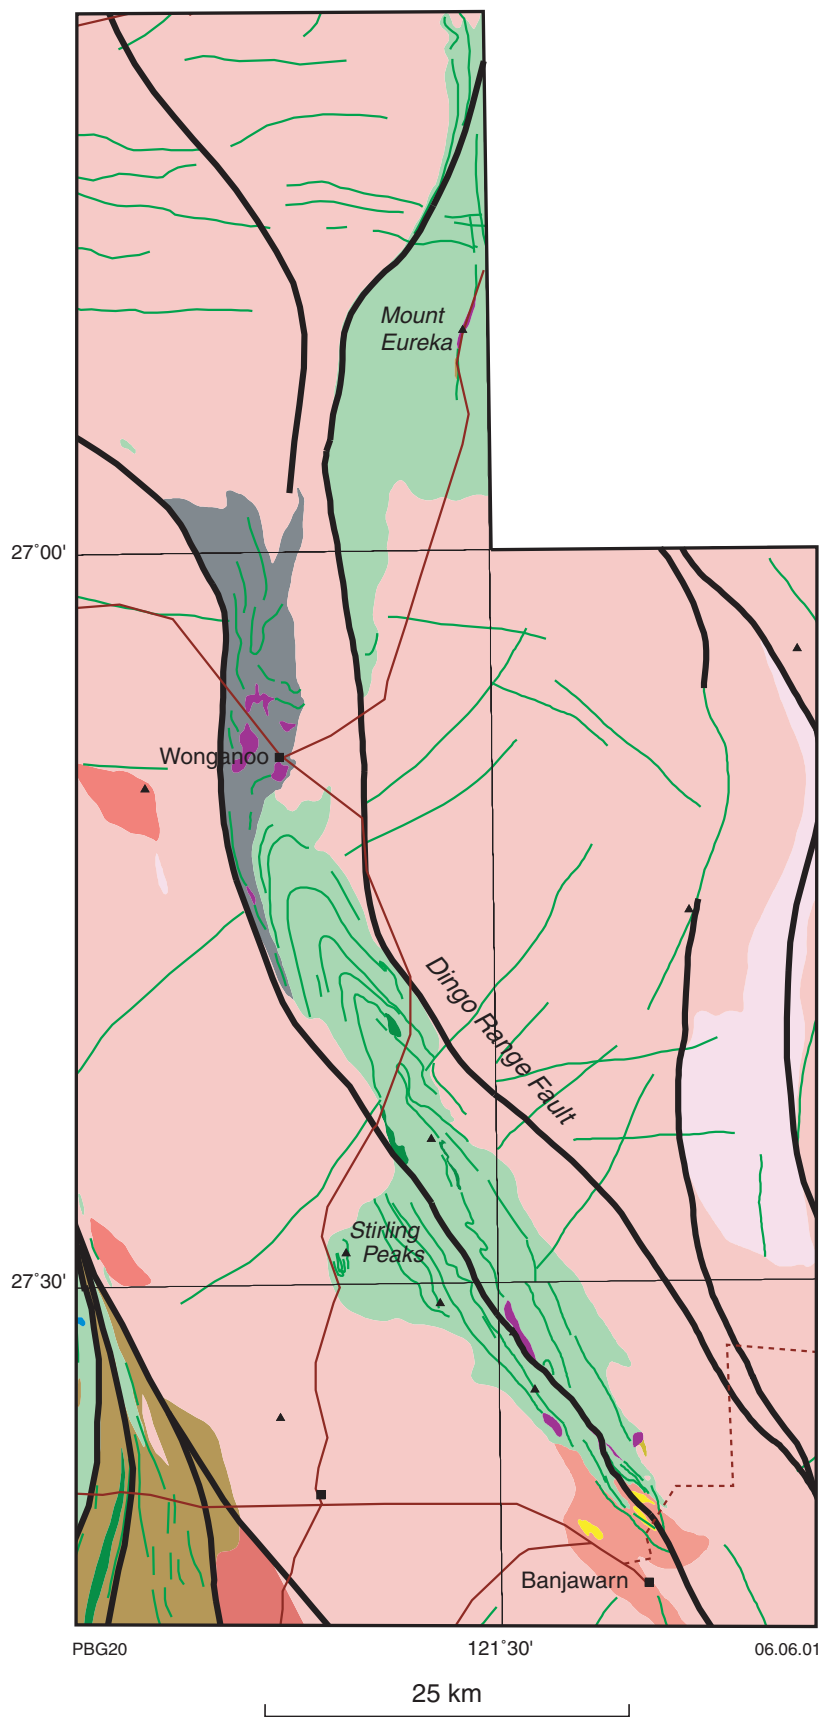 Mount
Eureka
27°00'
Wonganoo
Dingo Range Fault
Stirling
Peaks
27°30'
Banjawarn
PBG20
121°30'
06.06.01
25 km